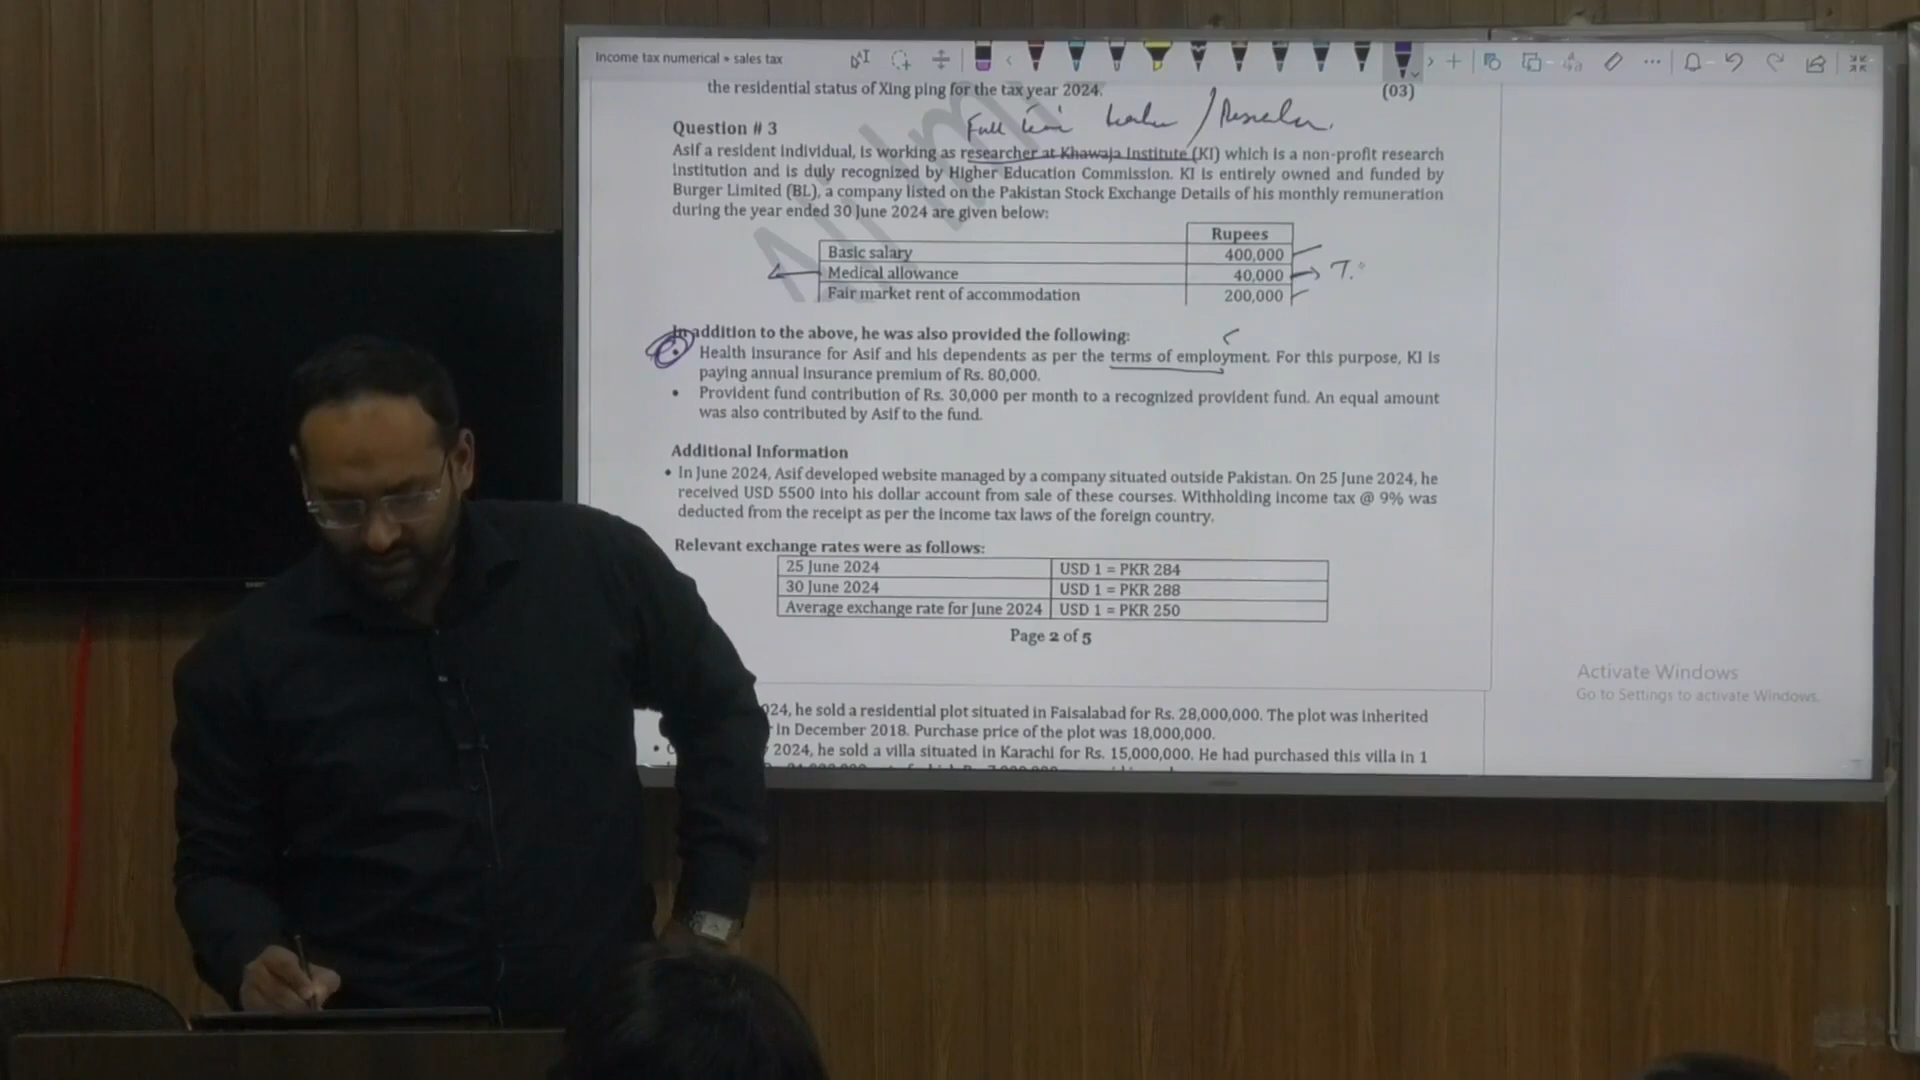 Income tax numerical + sales tax
the residential status of Xing ping for the tax year 2024.
(03)
Full
Question # 3
Asif a resident individual, is working as researcher at Khawaja Institute (KI) which is a non-profit research
institution and is duly recognized by Higher Education Commission. KI is entirely owned and funded by
Burger Limited (BL), a company listed on the Pakistan Stock Exchange Details of his monthly remuneration
during the year ended 30 June 2024 are given below:
Rupees
Basic salary 400,000
Medical allowance 40,000
Fair market rent of accommodation 200,000
In addition to the above, he was also provided the following:
Health insurance for Asif and his dependents as per the terms of employment. For this purpose, KI is
paying annual insurance premium of Rs. 80,000.
• Provident fund contribution of Rs. 30,000 per month to a recognized provident fund. An equal amount
was also contributed by Asif to the fund.
Additional Information
• In June 2024, Asif developed website managed by a company situated outside Pakistan. On 25 June 2024, he
received USD 5500 into his dollar account from sale of these courses. Withholding income tax @ 9% was
deducted from the receipt as per the income tax laws of the foreign country.
Relevant exchange rates were as follows:
25 June 2024 USD 1 = PKR 284
30 June 2024 USD 1 = PKR 288
Average exchange rate for June 2024 USD 1 = PKR 250
Page 2 of 5
Activate Windows
Go to Settings to activate Windows.
24, he sold a residential plot situated in Faisalabad for Rs. 28,000,000. The plot was inherited
in December 2018. Purchase price of the plot was 18,000,000.
2024, he sold a villa situated in Karachi for Rs. 15,000,000. He had purchased this villa in 1